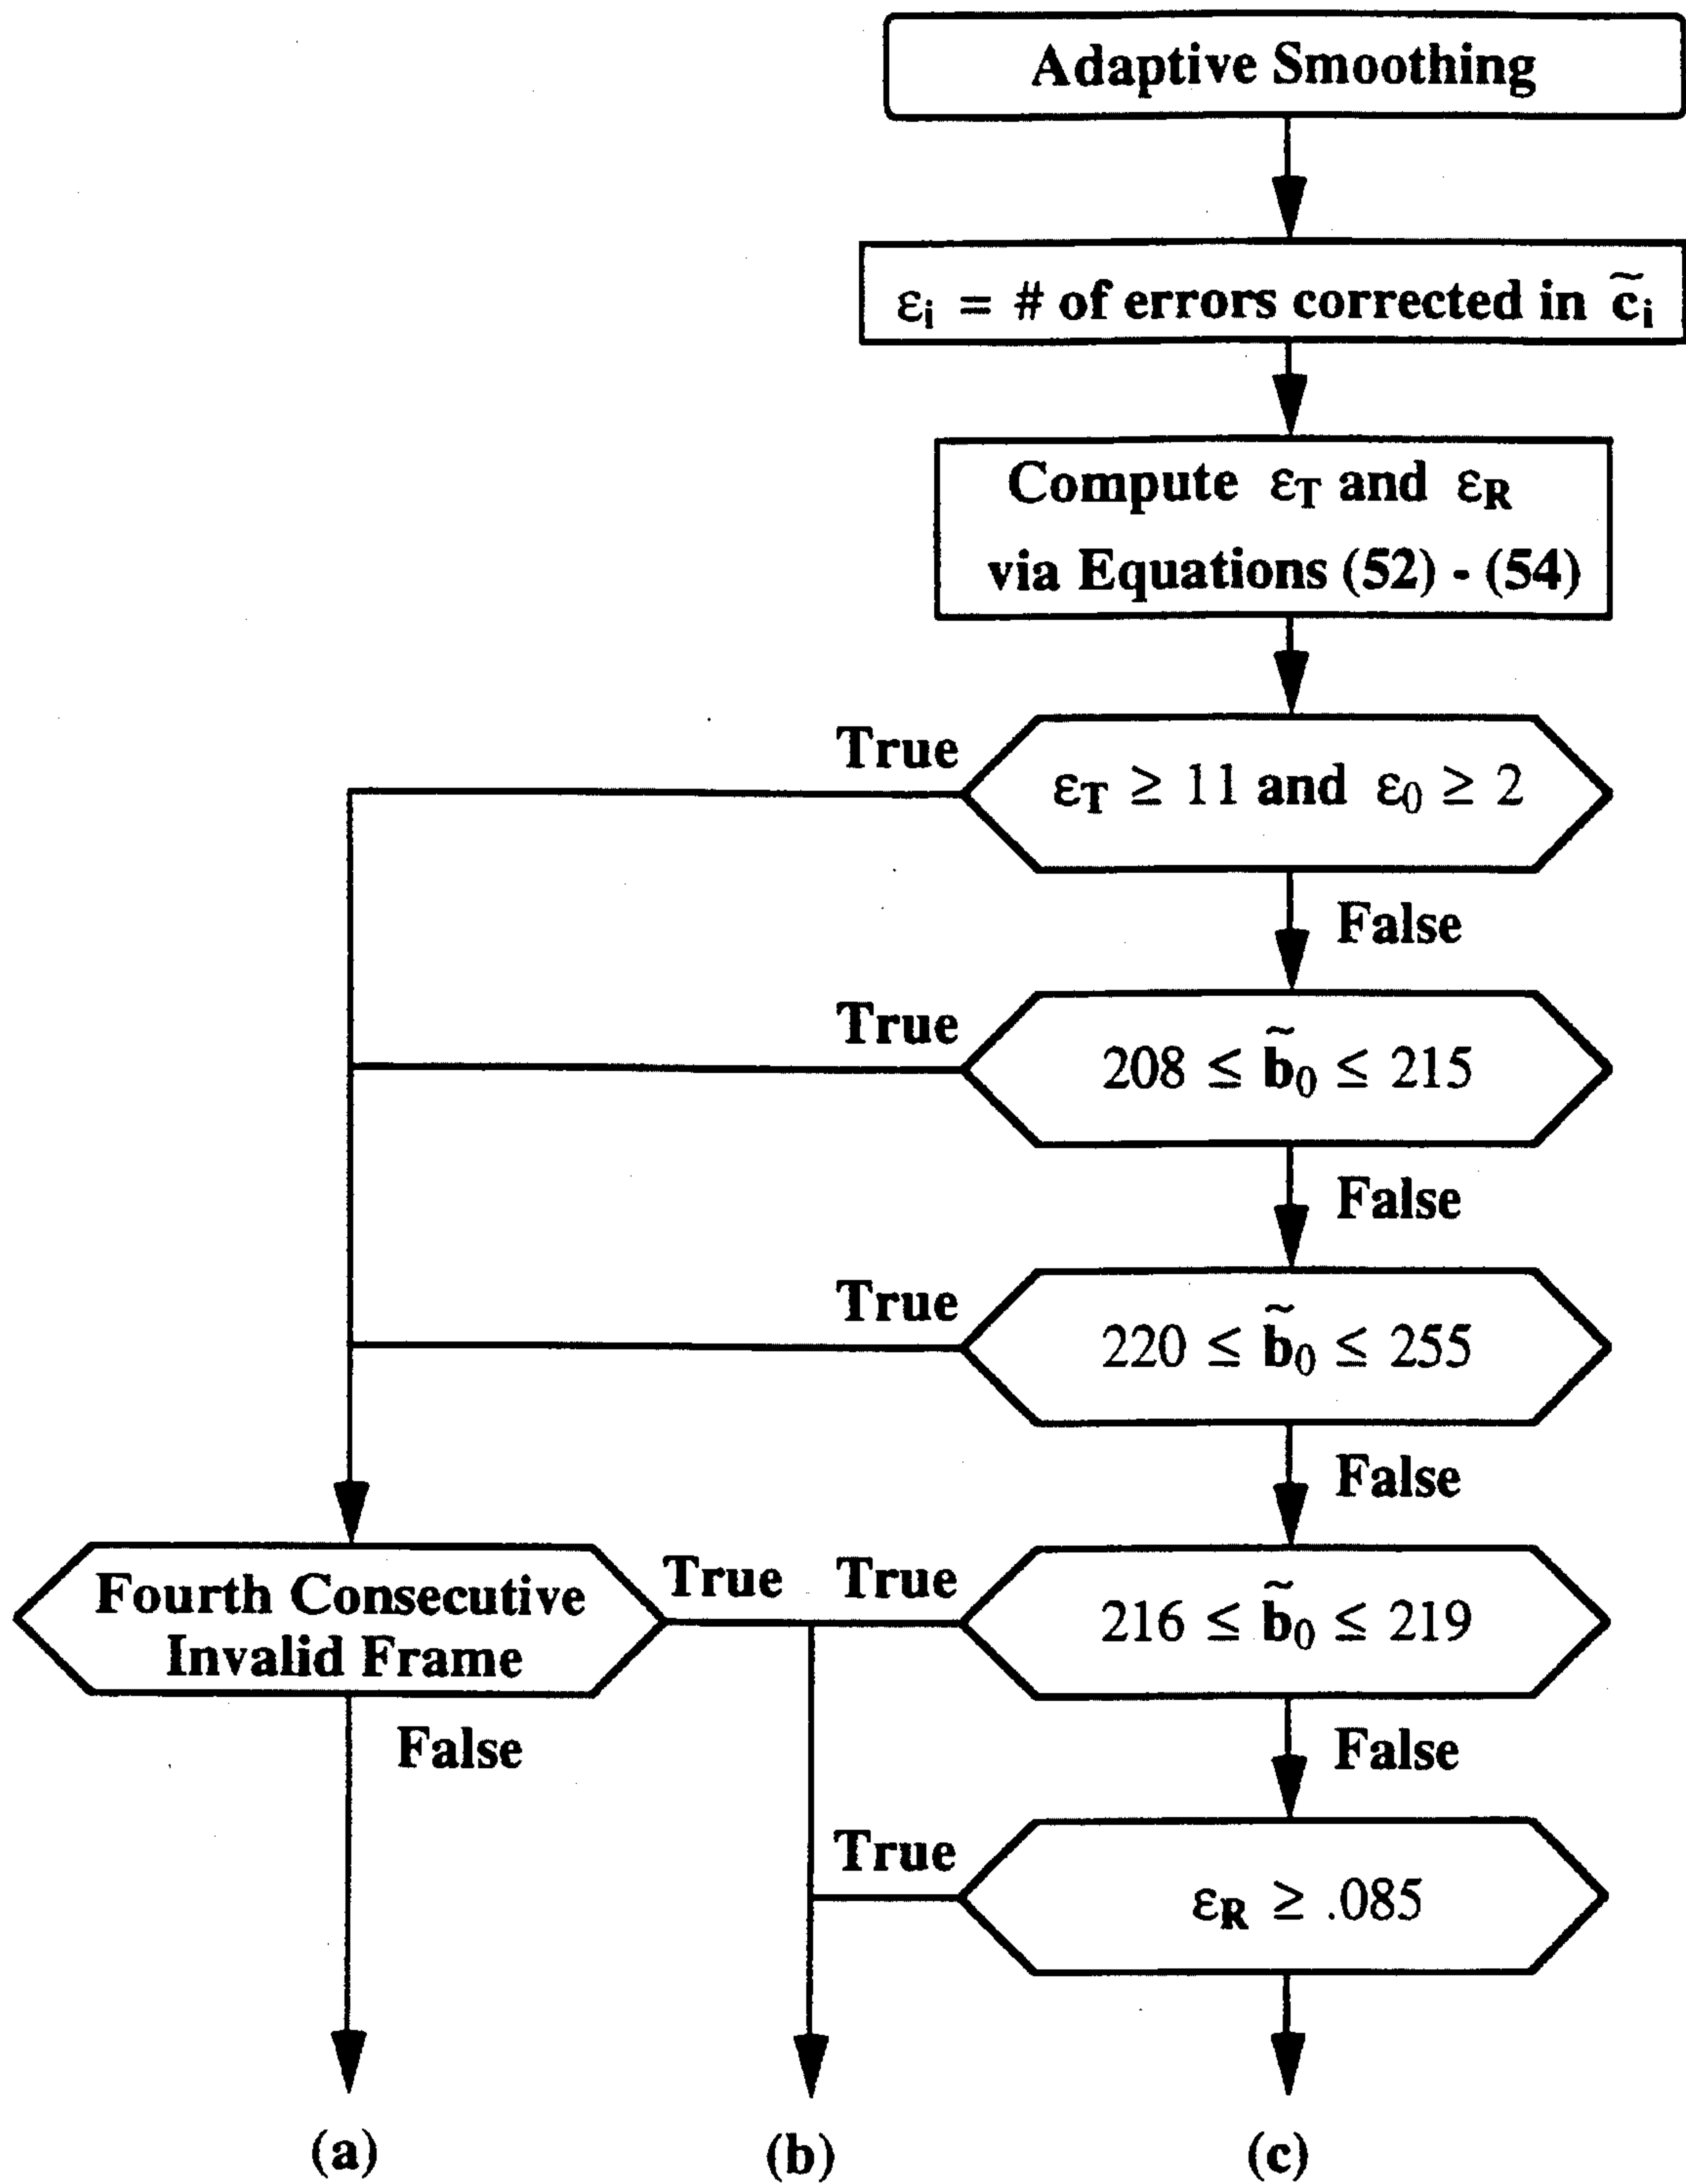 Adaptive Smoothing
εi = # of errors corrected in c̃i
Compute εT and εR
via Equations (52) - (54)
True
εT ≥ 11 and ε0 ≥ 2
False
True
208 ≤ b̃0 ≤ 215
False
True
220 ≤ b̃0 ≤ 255
False
Fourth Consecutive
Invalid Frame
True
True
216 ≤ b̃0 ≤ 219
False
False
True
εR ≥ .085
(a)
(b)
(c)